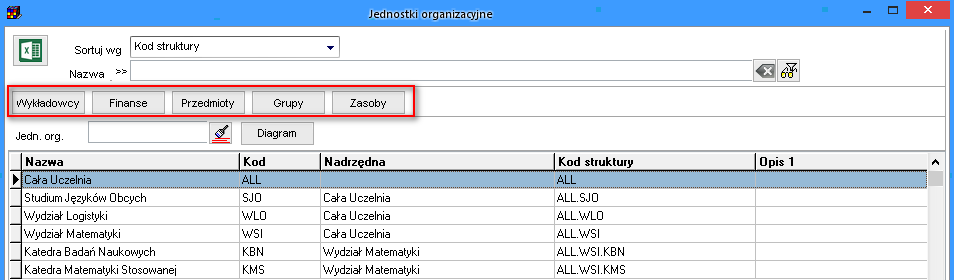 Jednostki organizacyjne
Sortuj wg Kod struktury
Nazwa >>
Wykładowcy Finanse Przedmioty Grupy Zasoby
Jedn. org. Diagram
Nazwa Kod Nadrzędna Kod struktury Opis 1
Cała Uczelnia ALL ALL
Studium Języków Obcych SJO Cała Uczelnia ALL.SJO
Wydział Logistyki WLO Cała Uczelnia ALL.WLO
Wydział Matematyki WSI Cała Uczelnia ALL.WSI
Katedra Badań Naukowych KBN Wydział Matematyki ALL.WSI.KBN
Katedra Matematyki Stosowanej KMS Wydział Matematyki ALL.WSI.KMS